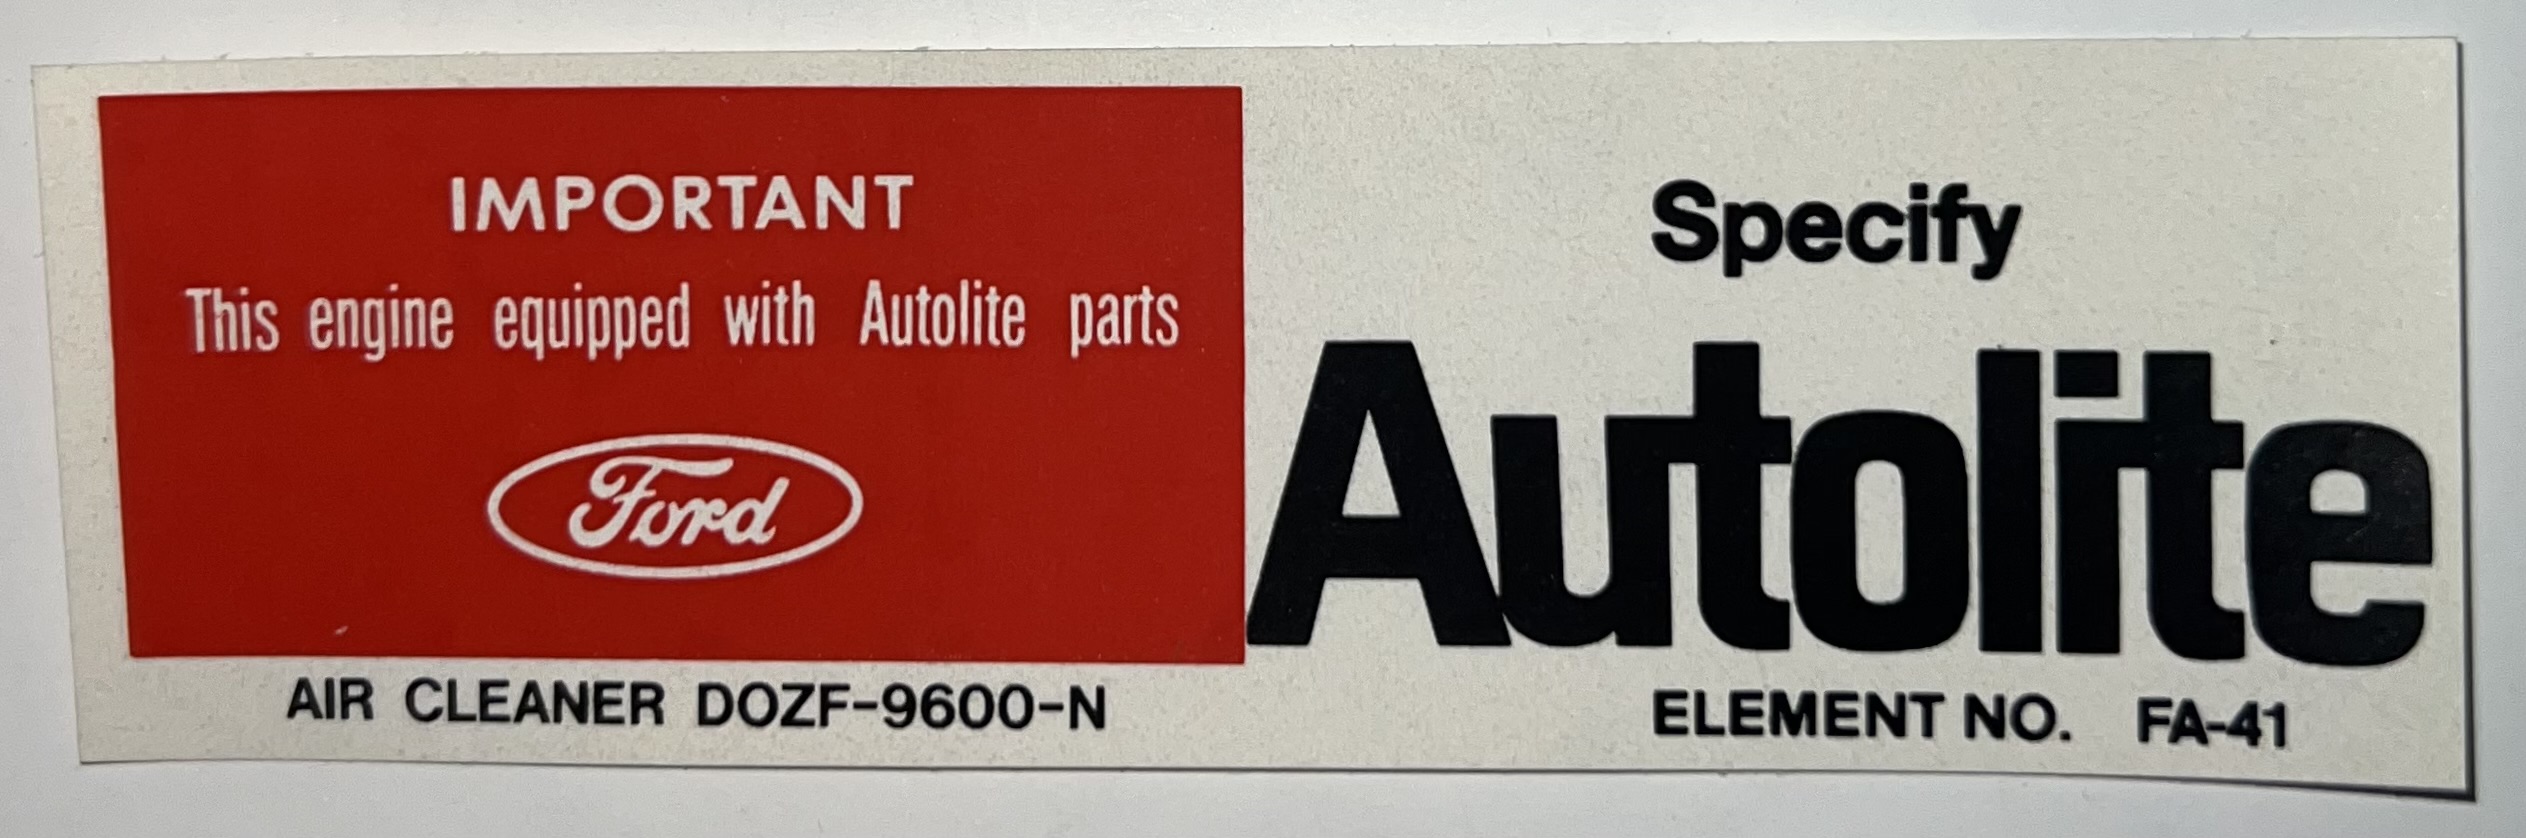 IMPORTANT
This engine equipped with Autolite parts
Ford
AIR CLEANER DOZF-9600-N
Specify
Autolite
ELEMENT NO. FA-41